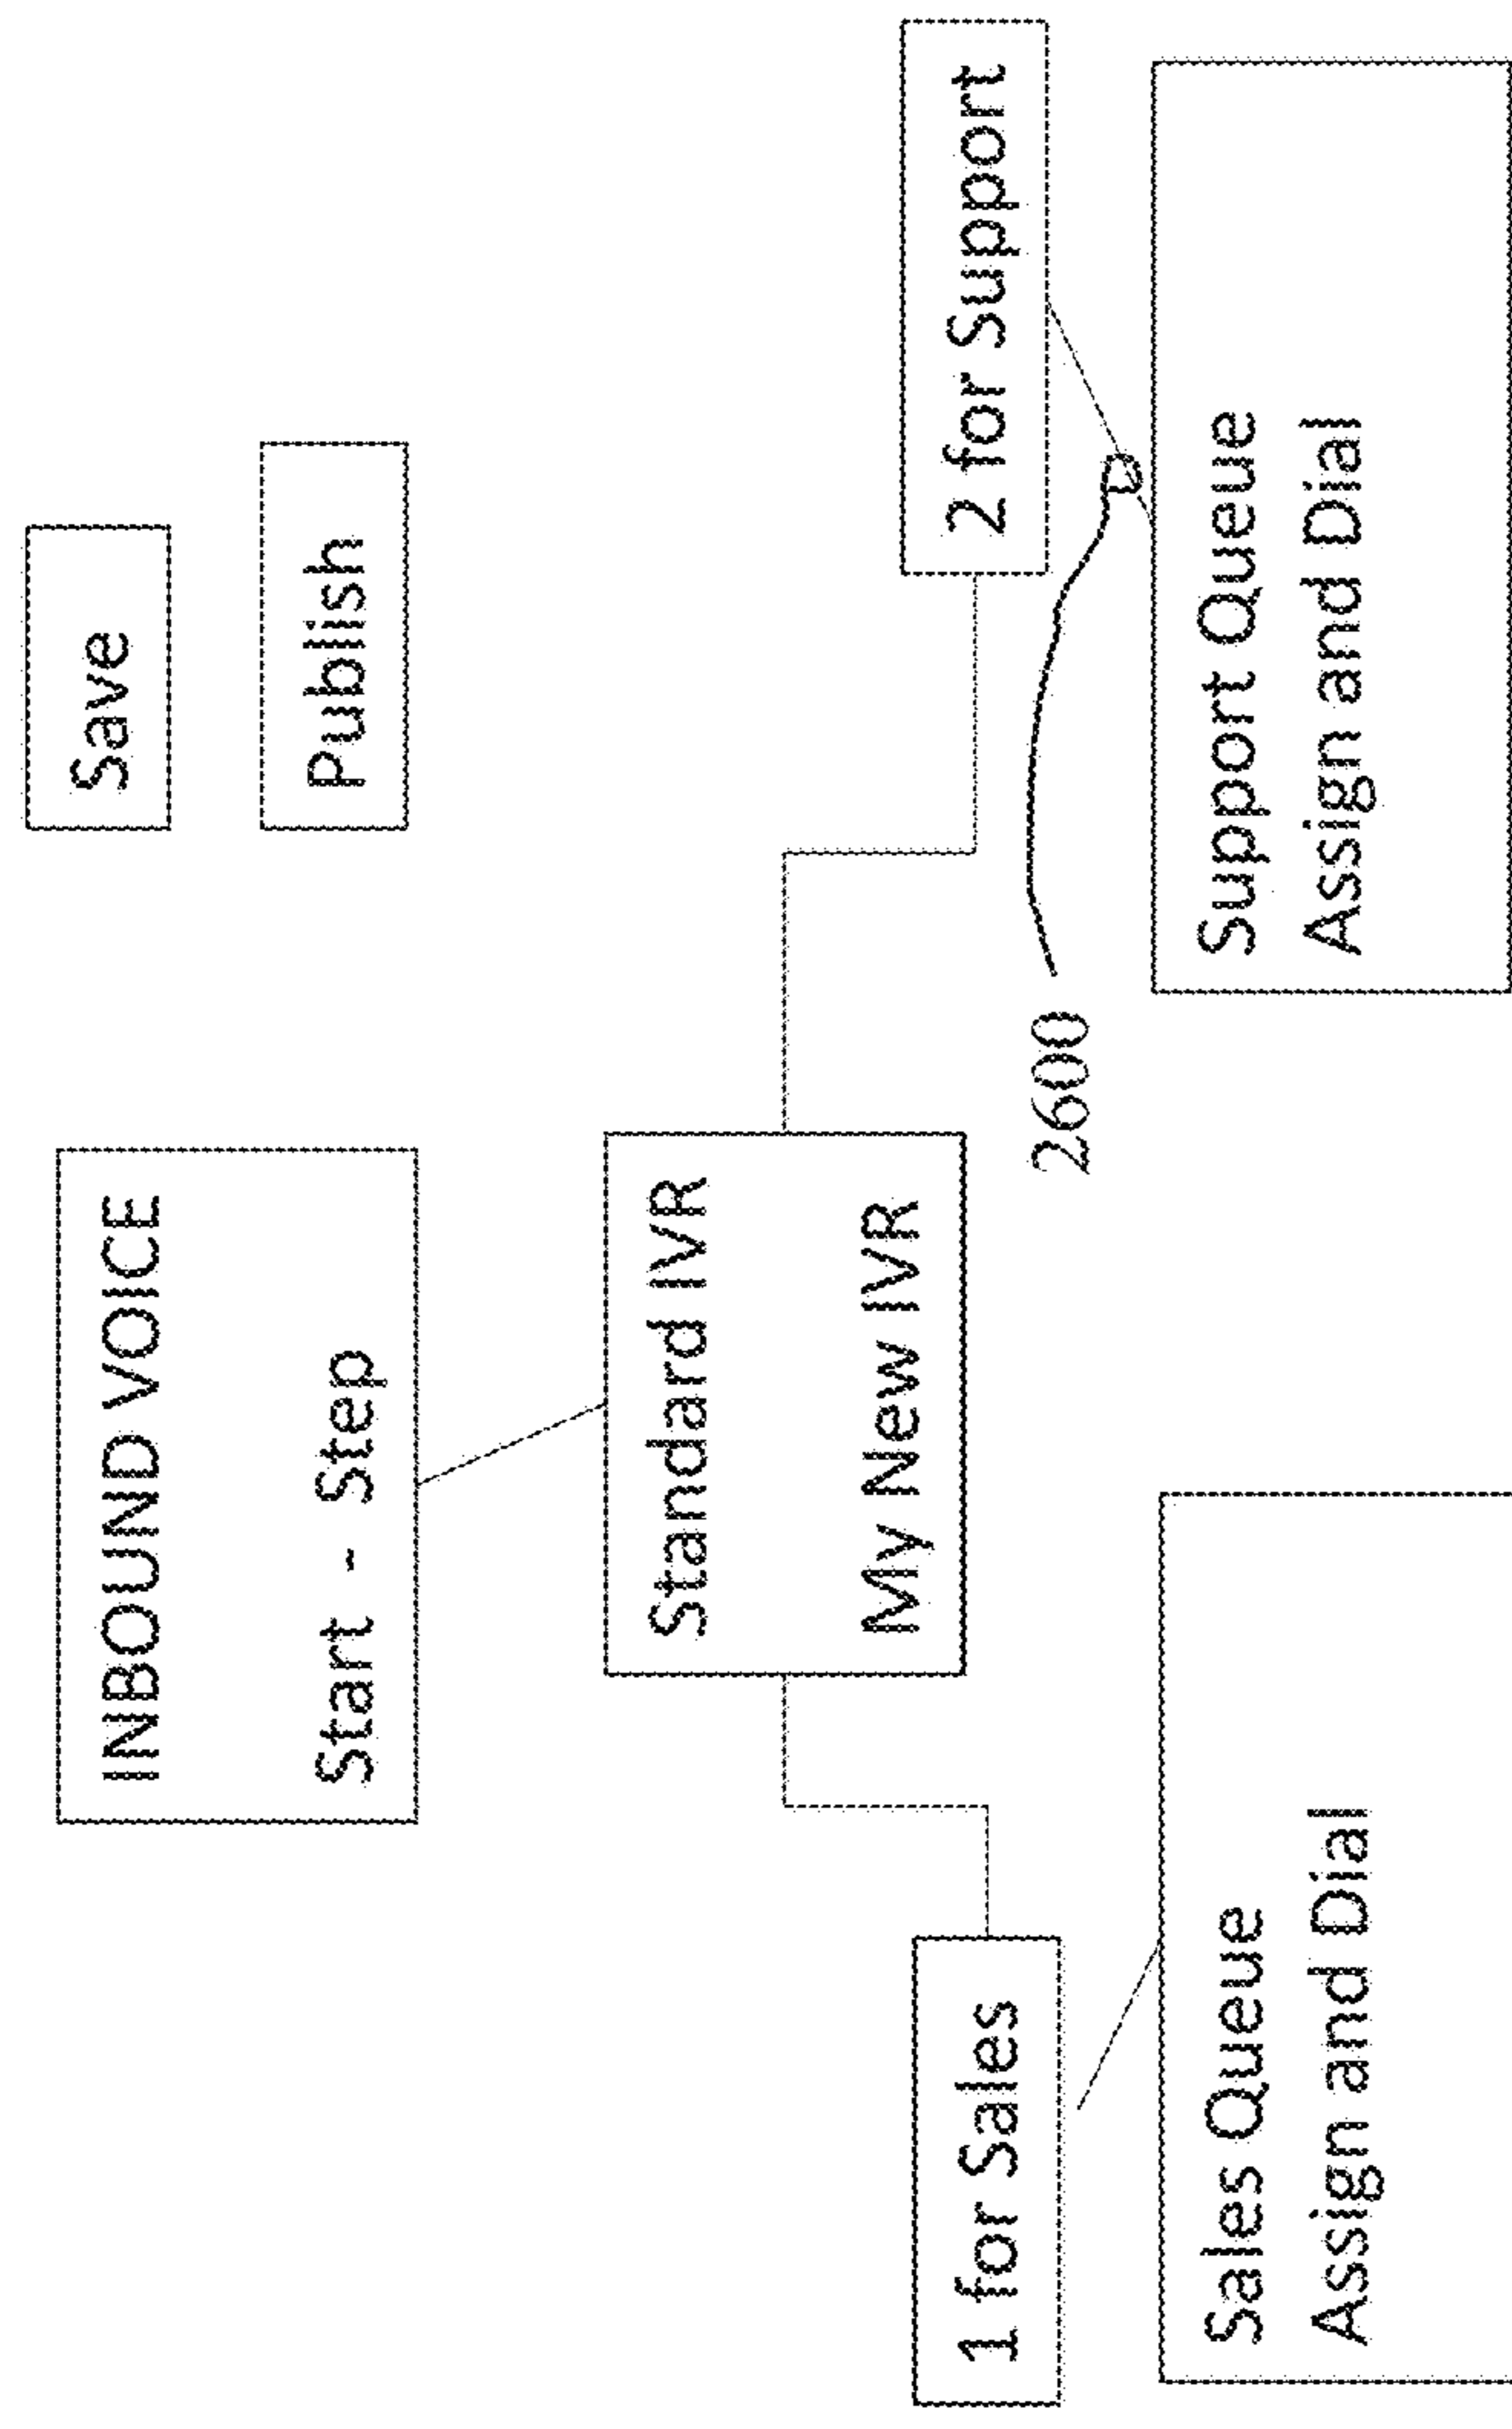 Save
INBOUND VOICE
Publish
Start - Step
Standard IVR
My New IVR
1 for Sales
2 for Support
2600
Sales Queue
Assign and Dial
Support Queue
Assign and Dial